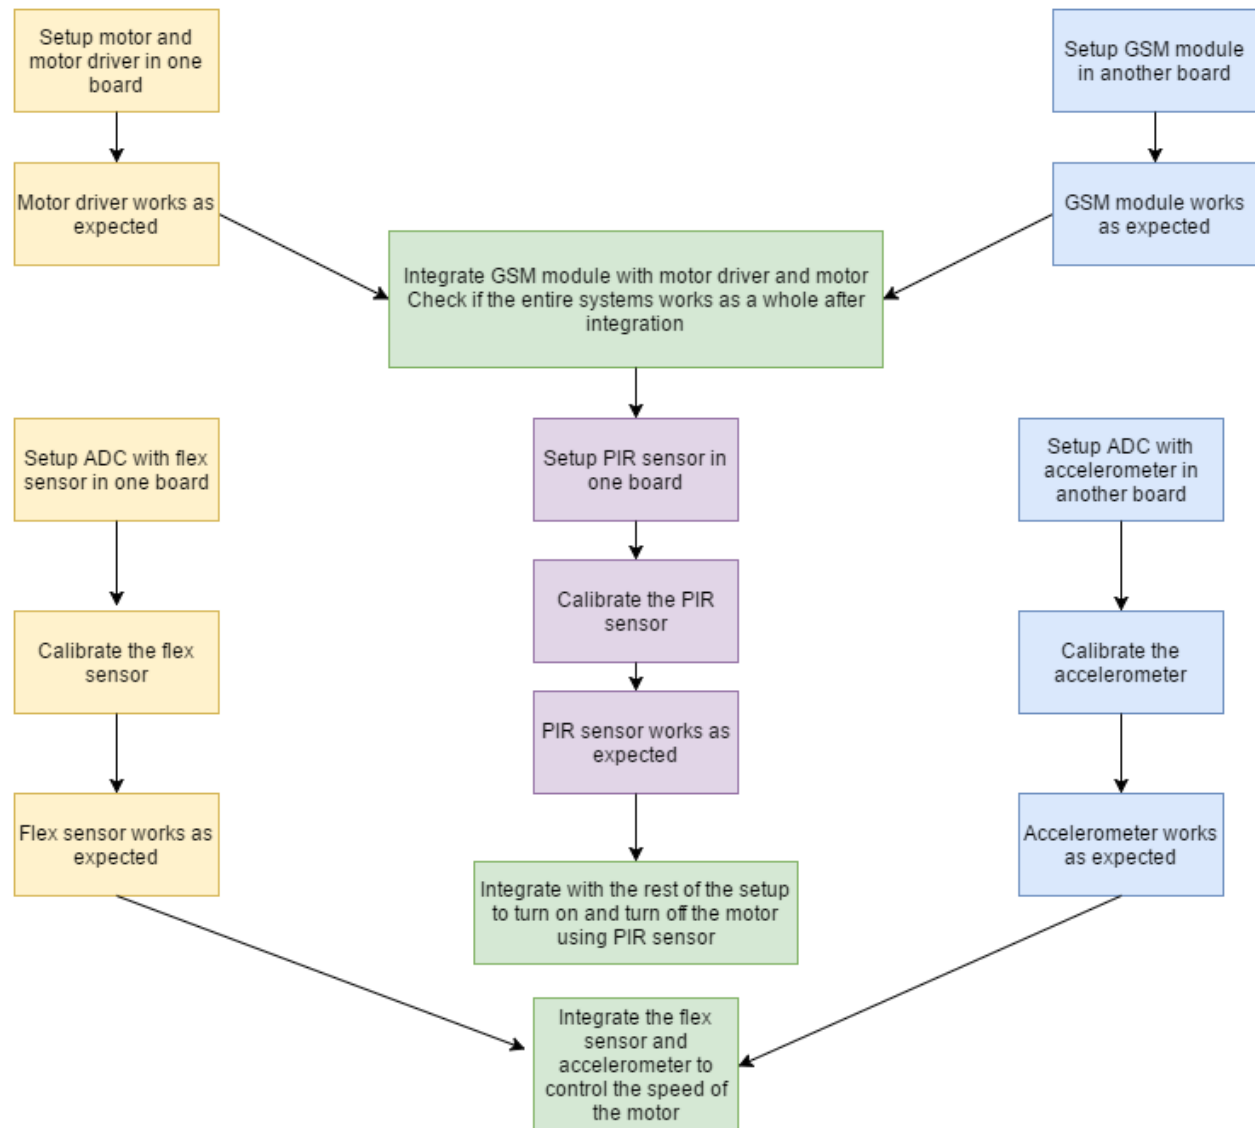 Setup motor and
motor driver in one
board
Setup GSM module
in another board
Motor driver works as
expected
GSM module works
as expected
Integrate GSM module with motor driver and motor
Check if the entire systems works as a whole after
integration
Setup ADC with flex
sensor in one board
Setup PIR sensor in
one board
Setup ADC with
accelerometer in
another board
Calibrate the PIR
sensor
Calibrate the flex
sensor
Calibrate the
accelerometer
PIR sensor works as
expected
Flex sensor works as
expected
Accelerometer works
as expected
Integrate with the rest of the setup
to turn on and turn off the motor
using PIR sensor
Integrate the flex
sensor and
accelerometer to
control the speed of
the motor